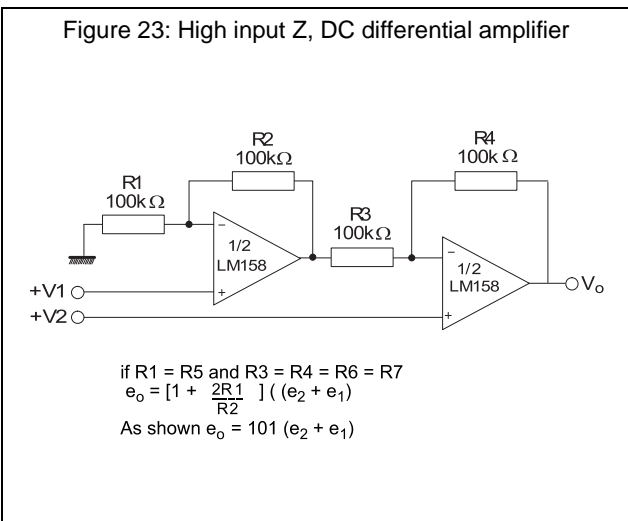 Figure 23: High input Z, DC differential amplifier
R2
100kΩ
R4
100k Ω
R1
100k Ω
R3
100kΩ
−
1/2
LM158
+
−
1/2
LM158
+
Vo
+V1
+V2
if R1 = R5 and R3 = R4 = R6 = R7
eo = [1 + 2R1/R2 ] ( (e2 + e1)
As shown eo = 101 (e2 + e1)